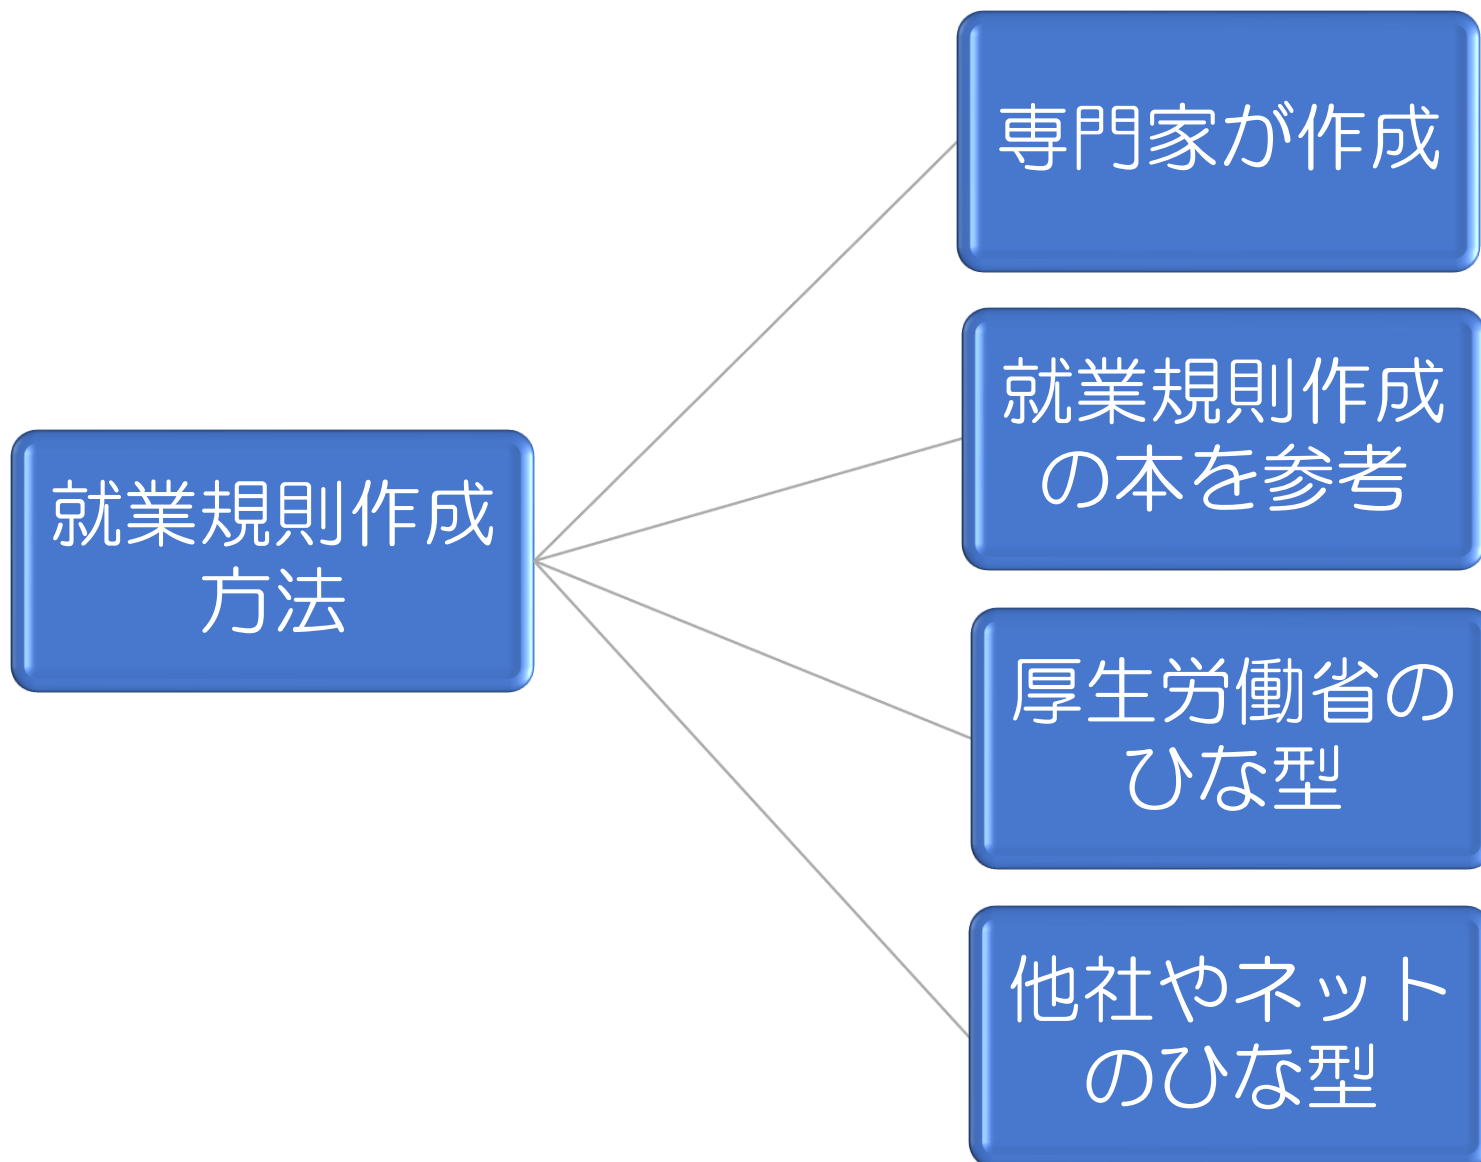 就業規則作成
方法
専門家が作成
就業規則作成
の本を参考
厚生労働省の
ひな型
他社やネット
のひな型